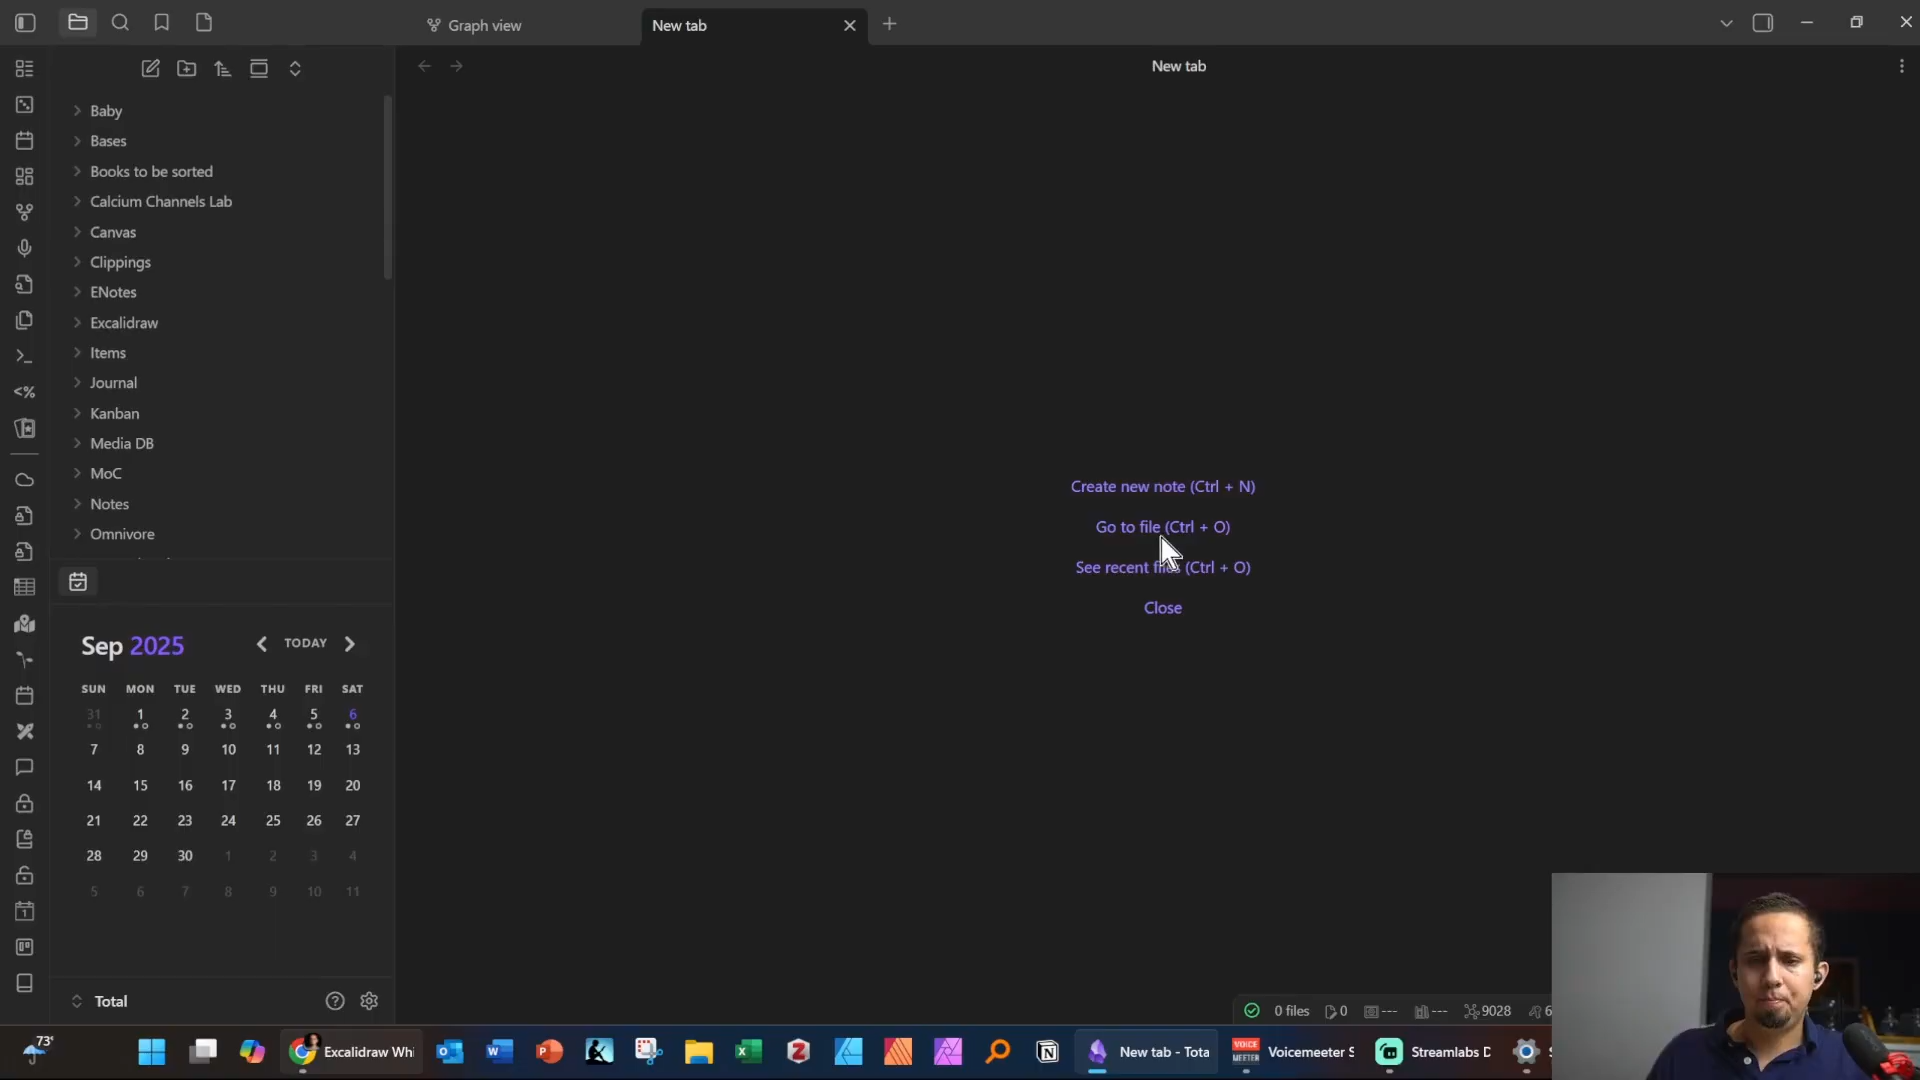 Graph view
New tab
New tab
Baby
Bases
Books to be sorted
Calcium Channels Lab
Canvas
Clippings
ENotes
Excalidraw
Items
Journal
Kanban
Media DB
MoC
Notes
Omnivore
Create new note (Ctrl + N)
Go to file (Ctrl + O)
See recent files (Ctrl + O)
Close
Sep 2025
TODAY
SUN MON TUE WED THU FRI SAT
31 1 2 3 4 5 6
7 8 9 10 11 12 13
14 15 16 17 18 19 20
21 22 23 24 25 26 27
28 29 30 1 2 3 4
5 6 7 8 9 10 11
Total
0 files 0 --- --- 9028 6
73°
Excalidraw Whi
New tab - Tota
VOICE MEETER
Voicemeeter S
Streamlabs D